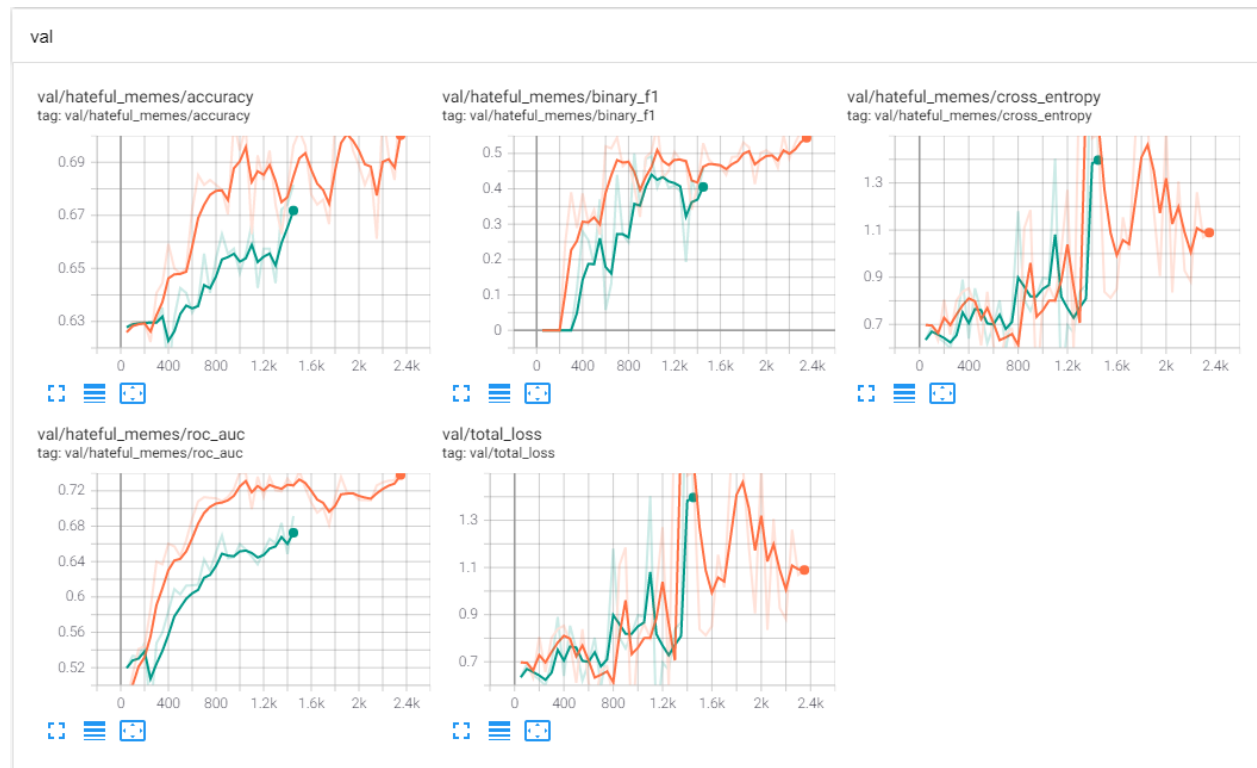 val
val/hateful_memes/accuracy
tag: val/hateful_memes/accuracy
0.69
0.67
0.65
0.63
0 400 800 1.2k 1.6k 2k 2.4k
val/hateful_memes/binary_f1
tag: val/hateful_memes/binary_f1
0.5
0.4
0.3
0.2
0.1
0
0 400 800 1.2k 1.6k 2k 2.4k
val/hateful_memes/cross_entropy
tag: val/hateful_memes/cross_entropy
1.3
1.1
0.9
0.7
0 400 800 1.2k 1.6k 2k 2.4k
val/hateful_memes/roc_auc
tag: val/hateful_memes/roc_auc
0.72
0.68
0.64
0.6
0.56
0.52
0 400 800 1.2k 1.6k 2k 2.4k
val/total_loss
tag: val/total_loss
1.3
1.1
0.9
0.7
0 400 800 1.2k 1.6k 2k 2.4k